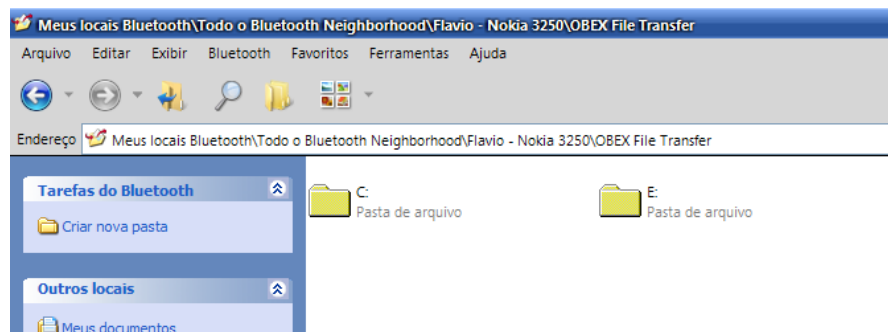 Meus locais Bluetooth\Todo o Bluetooth Neighborhood\Flavio - Nokia 3250\OBEX File Transfer
Arquivo Editar Exibir Bluetooth Favoritos Ferramentas Ajuda
Endereço Meus locais Bluetooth\Todo o Bluetooth Neighborhood\Flavio - Nokia 3250\OBEX File Transfer
Tarefas do Bluetooth
Criar nova pasta
Outros locais
Meus documentos
C:
Pasta de arquivo
E:
Pasta de arquivo